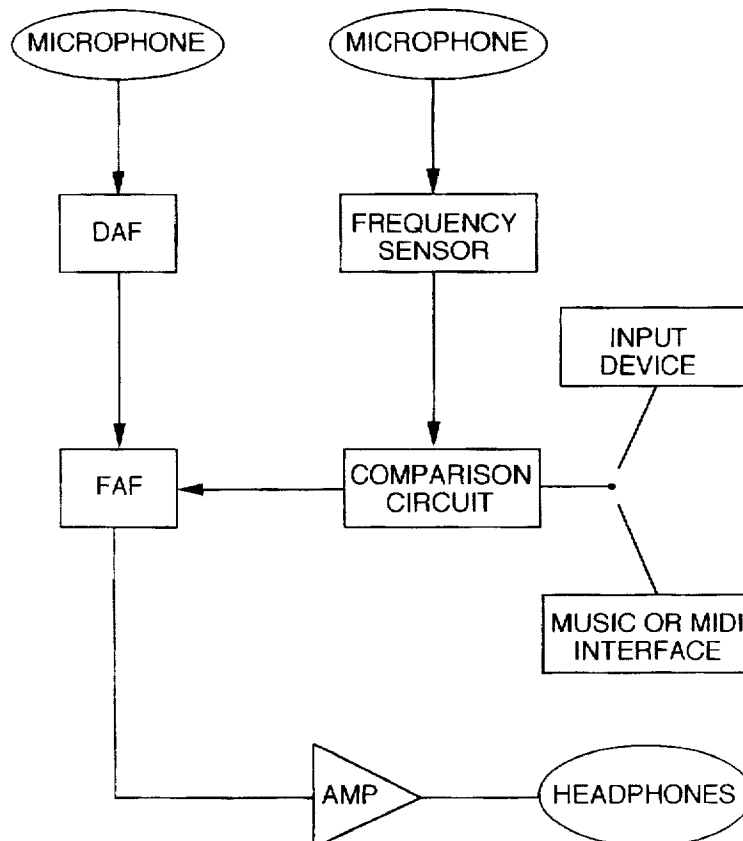 MICROPHONE
MICROPHONE
DAF
FREQUENCY
SENSOR
INPUT
DEVICE
FAF
COMPARISON
CIRCUIT
MUSIC OR MIDI
INTERFACE
AMP
HEADPHONES